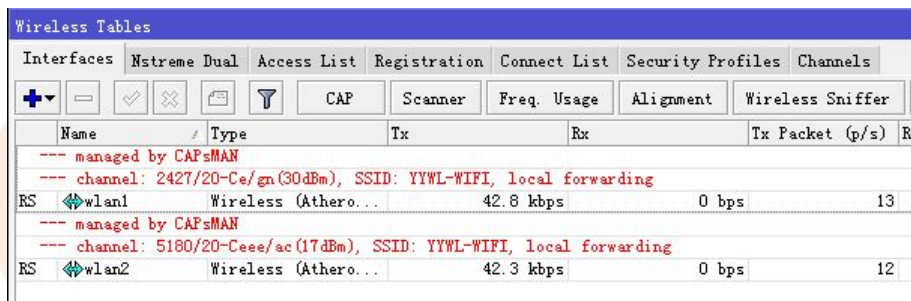 Wireless Tables
Interfaces Nstreme Dual Access List Registration Connect List Security Profiles Channels
CAP Scanner Freq. Usage Alignment Wireless Sniffer
Name Type Tx Rx Tx Packet (p/s) R
--- managed by CAPsMAN
--- channel: 2427/20-Ce/gn(30dBm), SSID: YYWL-WIFI, local forwarding
RS wlan1 Wireless (Athero... 42.8 kbps 0 bps 13
--- managed by CAPsMAN
--- channel: 5180/20-Ceee/ac(17dBm), SSID: YYWL-WIFI, local forwarding
RS wlan2 Wireless (Athero... 42.3 kbps 0 bps 12